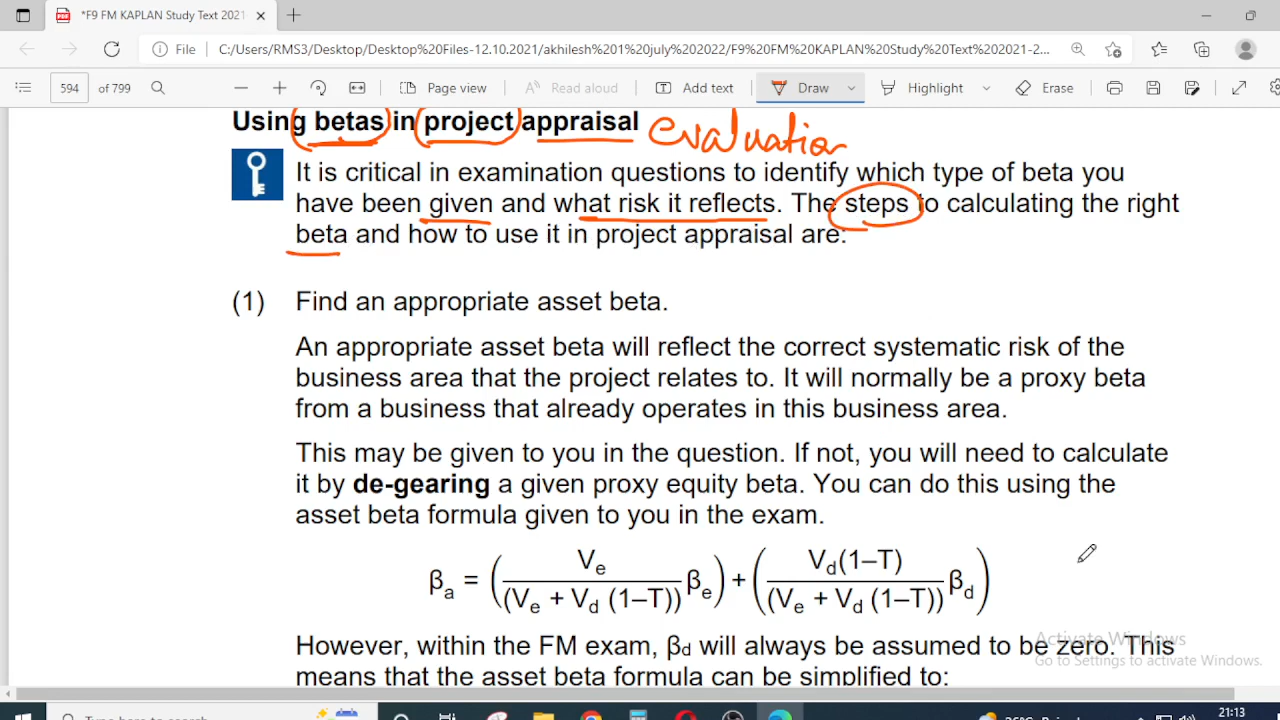 *F9 FM KAPLAN Study Text 2021
File C:/Users/RMS3/Desktop/Desktop%20Files-12.10.2021/akhilesh%201%20july%202022/F9%20FM%20KAPLAN%20Study%20Text%202021-2...
594 of 799 Page view Read aloud Add text Draw Highlight Erase
Using betas in project appraisal evaluation
It is critical in examination questions to identify which type of beta you
have been given and what risk it reflects. The steps to calculating the right
beta and how to use it in project appraisal are:
(1) Find an appropriate asset beta.
An appropriate asset beta will reflect the correct systematic risk of the
business area that the project relates to. It will normally be a proxy beta
from a business that already operates in this business area.
This may be given to you in the question. If not, you will need to calculate
it by de-gearing a given proxy equity beta. You can do this using the
asset beta formula given to you in the exam.
βa = (Ve/(Ve + Vd (1–T)) βe) + (Vd(1–T)/(Ve + Vd (1–T)) βd)
However, within the FM exam, βd will always be assumed to be zero. This
means that the asset beta formula can be simplified to:
Activate Windows
Go to Settings to activate Windows.
Type here to search
21:13